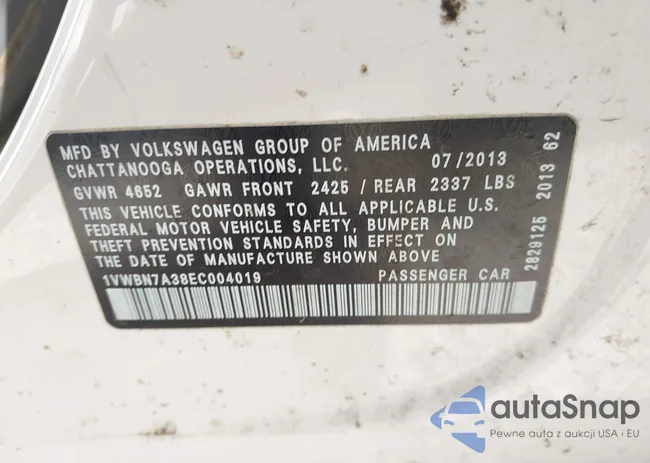 MFD BY VOLKSWAGEN GROUP OF AMERICA
CHATTANOOGA OPERATIONS, LLC. 07/2013
GVWR 4652 GAWR FRONT 2425 / REAR 2337 LBS
THIS VEHICLE CONFORMS TO ALL APPLICABLE U.S.
FEDERAL MOTOR VEHICLE SAFETY, BUMPER AND
THEFT PREVENTION STANDARDS IN EFFECT ON
THE DATE OF MANUFACTURE SHOWN ABOVE
1VWBN7A38EC004019 PASSENGER CAR
2829125 2013 62
autoSnap
Pewne auta z aukcji USA i EU